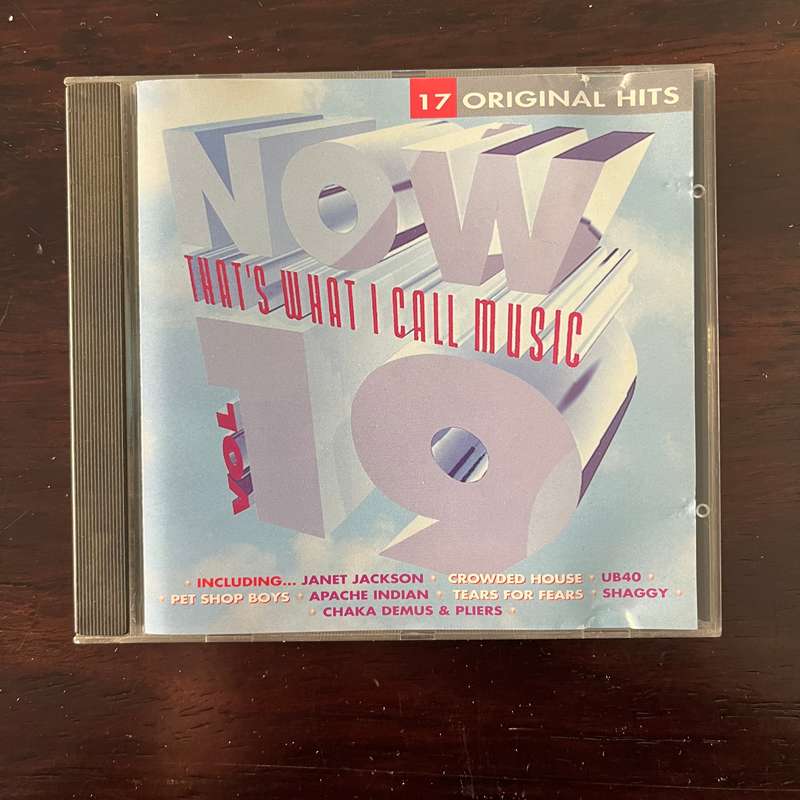 17 ORIGINAL HITS
NOW
THAT'S WHAT I CALL MUSIC
VOL 19
• INCLUDING... JANET JACKSON • CROWDED HOUSE • UB40 •
• PET SHOP BOYS • APACHE INDIAN • TEARS FOR FEARS • SHAGGY •
• CHAKA DEMUS & PLIERS •